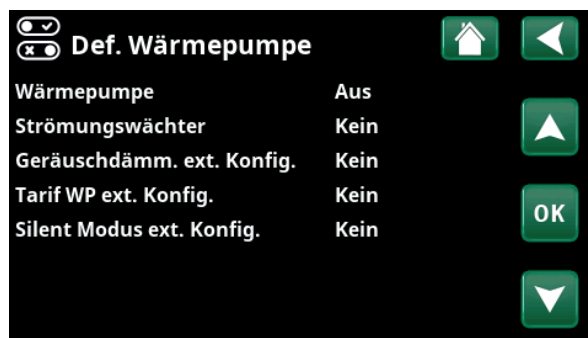 Def. Wärmepumpe
Wärmepumpe Aus
Strömungswächter Kein
Geräuschdämm. ext. Konfig. Kein
Tarif WP ext. Konfig. Kein
OK
Silent Modus ext. Konfig. Kein